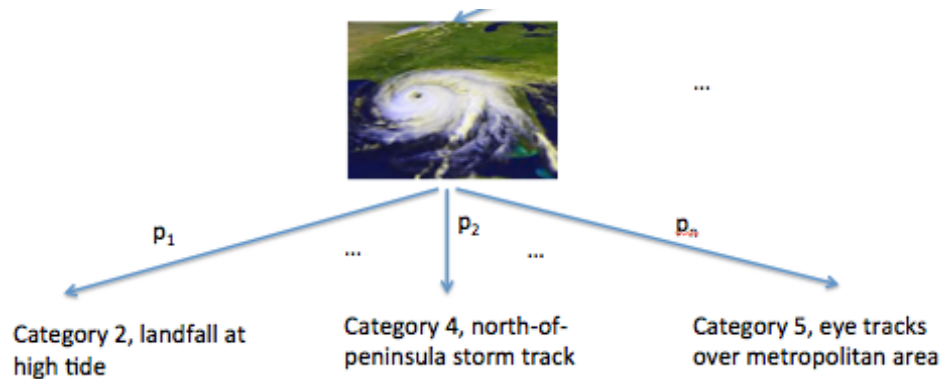 ...
p₁
p₂
pₙ
...
...
Category 2, landfall at
high tide
Category 4, north-of-
peninsula storm track
Category 5, eye tracks
over metropolitan area